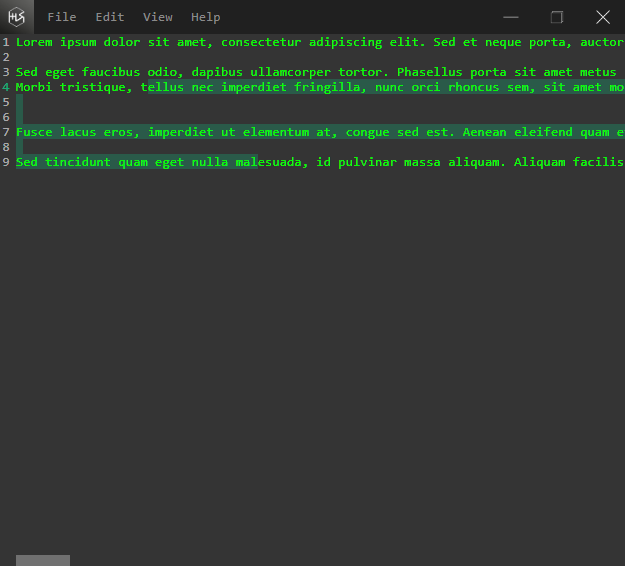 File Edit View Help
1 Lorem ipsum dolor sit amet, consectetur adipiscing elit. Sed et neque porta, auctor
2
3 Sed eget faucibus odio, dapibus ullamcorper tortor. Phasellus porta sit amet metus
4 Morbi tristique, tellus nec imperdiet fringilla, nunc orci rhoncus sem, sit amet mo
5
6
7 Fusce lacus eros, imperdiet ut elementum at, congue sed est. Aenean eleifend quam e
8
9 Sed tincidunt quam eget nulla malesuada, id pulvinar massa aliquam. Aliquam facilis